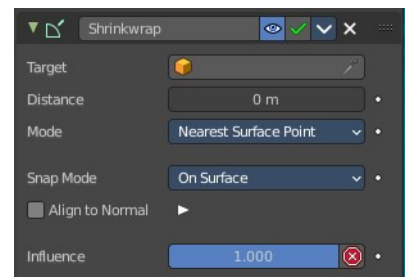 Shrinkwrap
Target
Distance 0 m
Mode Nearest Surface Point
Snap Mode On Surface
Align to Normal
Influence 1.000